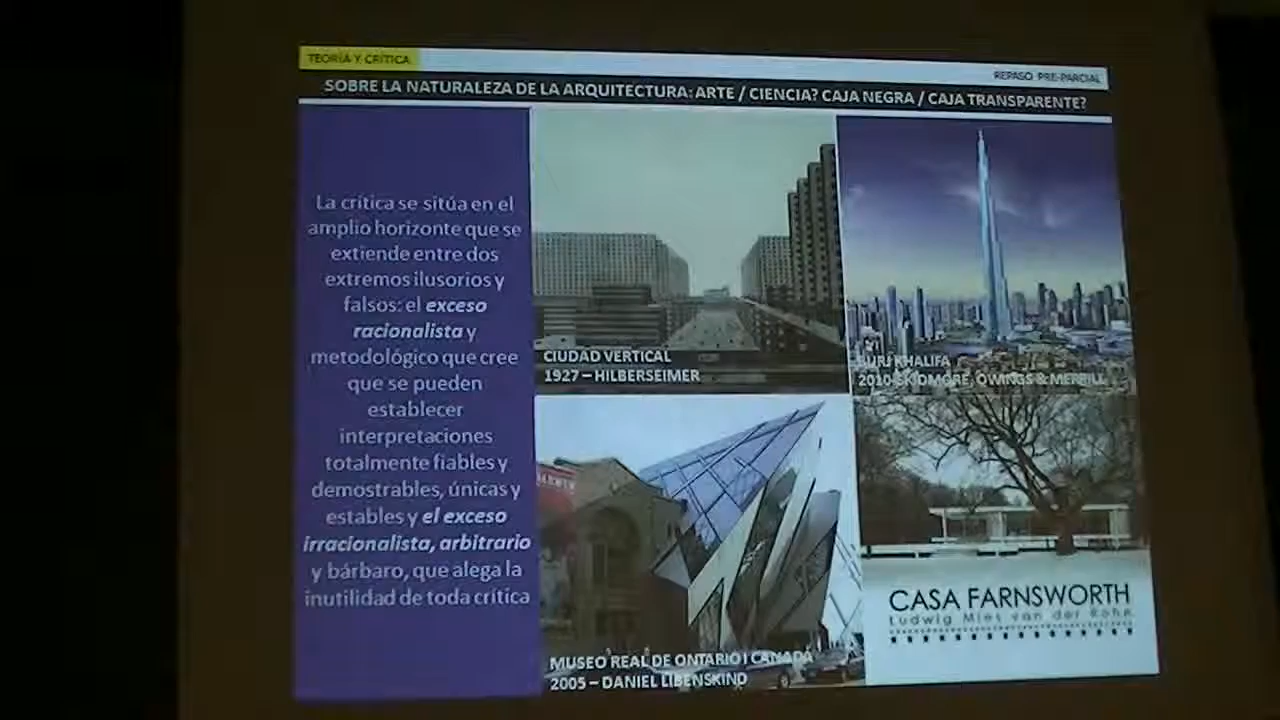 TEORÍA Y CRÍTICA
REPASO PRE-PARCIAL
SOBRE LA NATURALEZA DE LA ARQUITECTURA: ARTE / CIENCIA? CAJA NEGRA / CAJA TRANSPARENTE?
La crítica se sitúa en el
amplio horizonte que se
extiende entre dos
extremos ilusorios y
falsos: el exceso
racionalista y
metodológico que cree
que se pueden
establecer
interpretaciones
totalmente fiables y
demostrables, únicas y
estables y el exceso
irracionalista, arbitrario
y bárbaro, que alega la
inutilidad de toda crítica
CIUDAD VERTICAL
1927 – HILBERSEIMER
BURJ KHALIFA
2010-SKIDMORE, OWINGS & MERRILL
MUSEO REAL DE ONTARIO I CANADÁ
2005 – DANIEL LIBENSKIND
CASA FARNSWORTH
Ludwig Mies van der Rohe